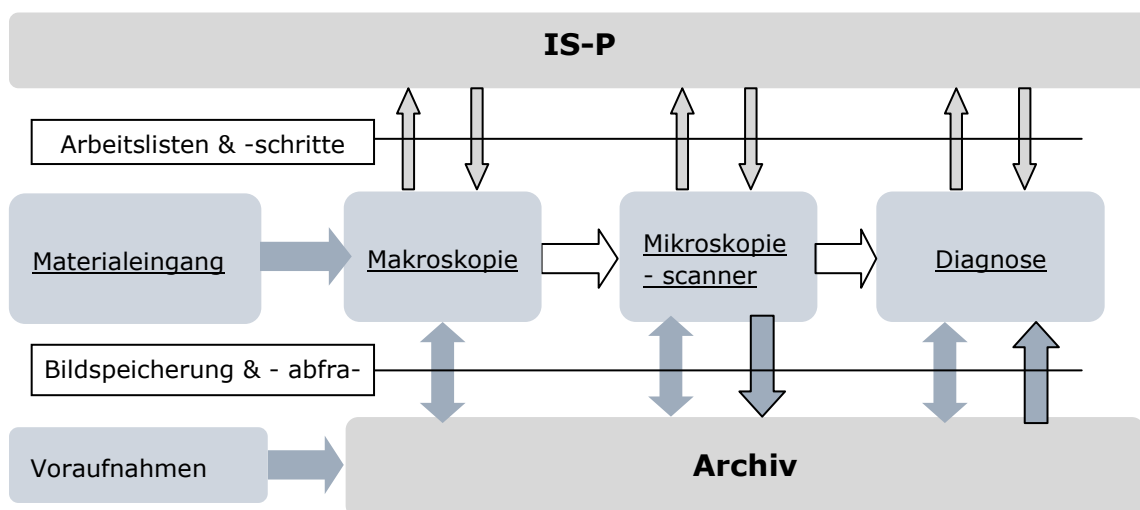 IS-P
Arbeitslisten & -schritte
Materialeingang
Makroskopie
Mikroskopie
- scanner
Diagnose
Bildspeicherung & - abfra-
Voraufnahmen
Archiv